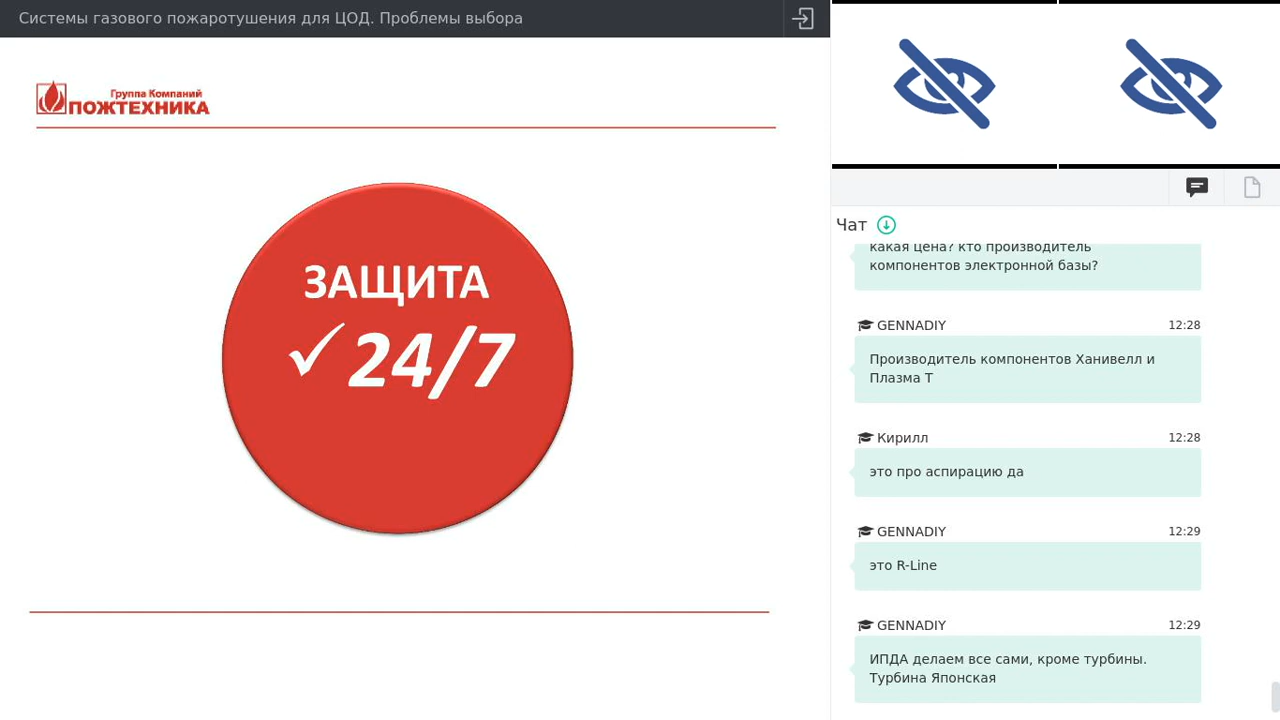 Системы газового пожаротушения для ЦОД. Проблемы выбора
Группа Компаний
ПОЖТЕХНИКА
ЗАЩИТА
✓24/7
Чат
какая цена? кто производитель
компонентов электронной базы?
GENNADIY 12:28
Производитель компонентов Ханивелл и
Плазма Т
Кирилл 12:28
это про аспирацию да
GENNADIY 12:29
это R-Line
GENNADIY 12:29
ИПДА делаем все сами, кроме турбины.
Турбина Японская